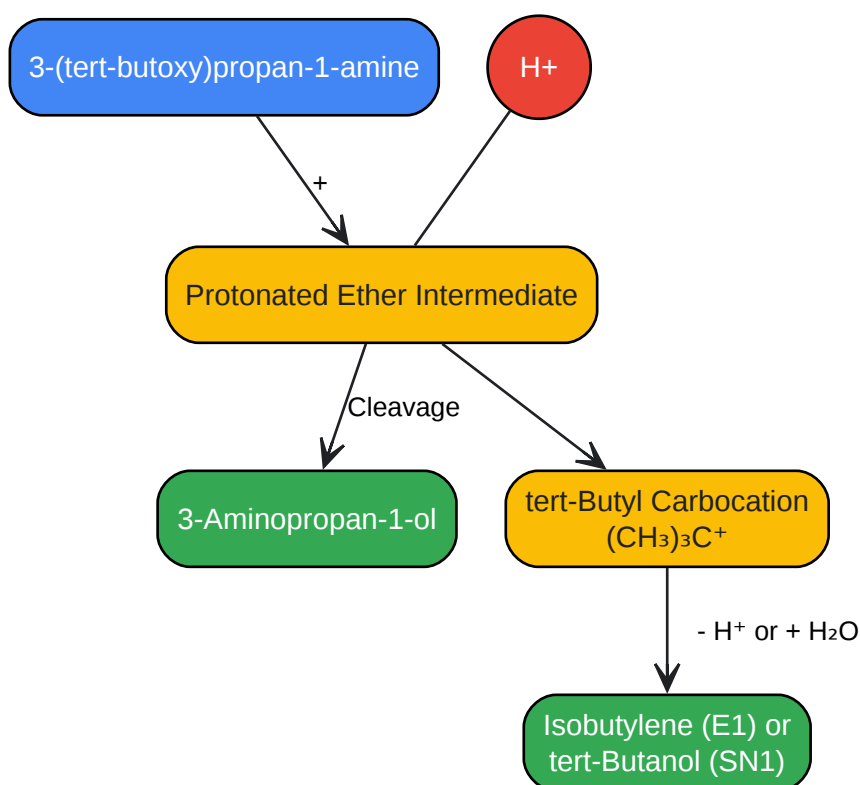 3-(tert-butoxy)propan-1-amine
H+
+
Protonated Ether Intermediate
Cleavage
3-Aminopropan-1-ol
tert-Butyl Carbocation
(CH₃)₃C⁺
- H⁺ or + H₂O
Isobutylene (E1) or
tert-Butanol (SN1)